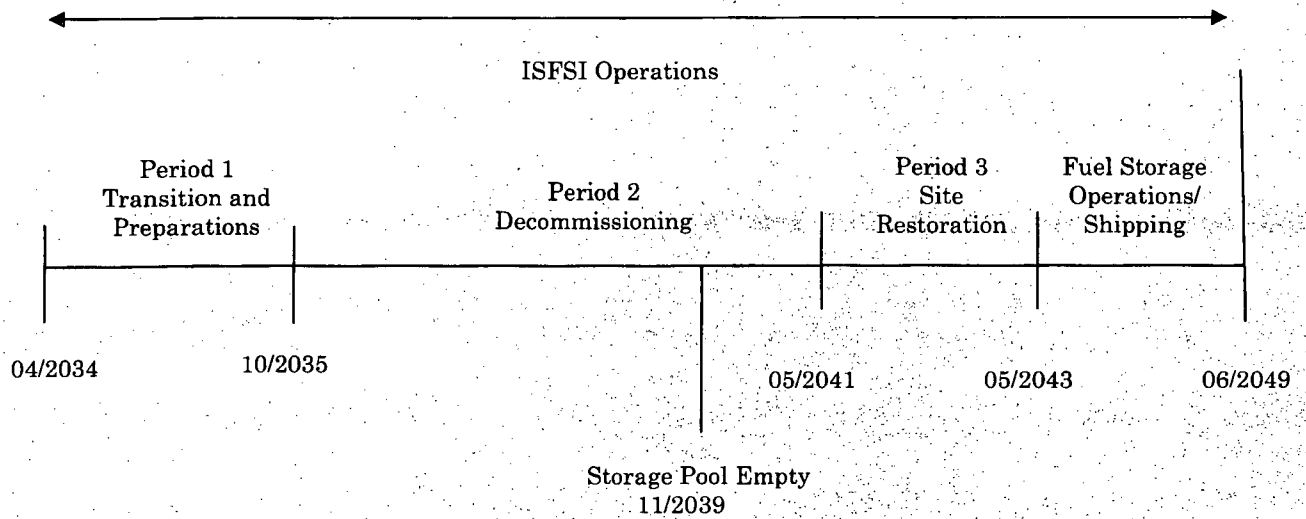 ISFSI Operations
Period 1
Transition and
Preparations
Period 2
Decommissioning
Period 3
Site
Restoration
Fuel Storage
Operations/
Shipping
04/2034
10/2035
05/2041
05/2043
06/2049
Storage Pool Empty
11/2039